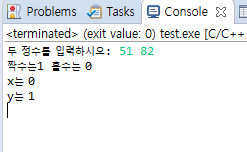 Problems Tasks Console
<terminated> (exit value: 0) test.exe [C/C++
두 정수를 입력하시오: 51 82
짝수는1 홀수는 0
x는 0
y는 1